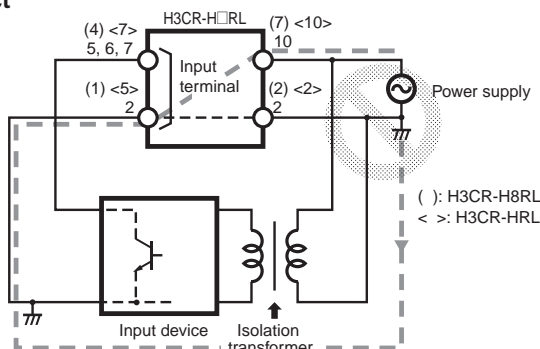 ct
H3CR-H□RL
(4) <7>
5, 6, 7
(7) <10>
10
Input
terminal
(1) <5>
2
(2) <2>
2
Power supply
( ): H3CR-H8RL
< >: H3CR-HRL
Input device
Isolation
transformer